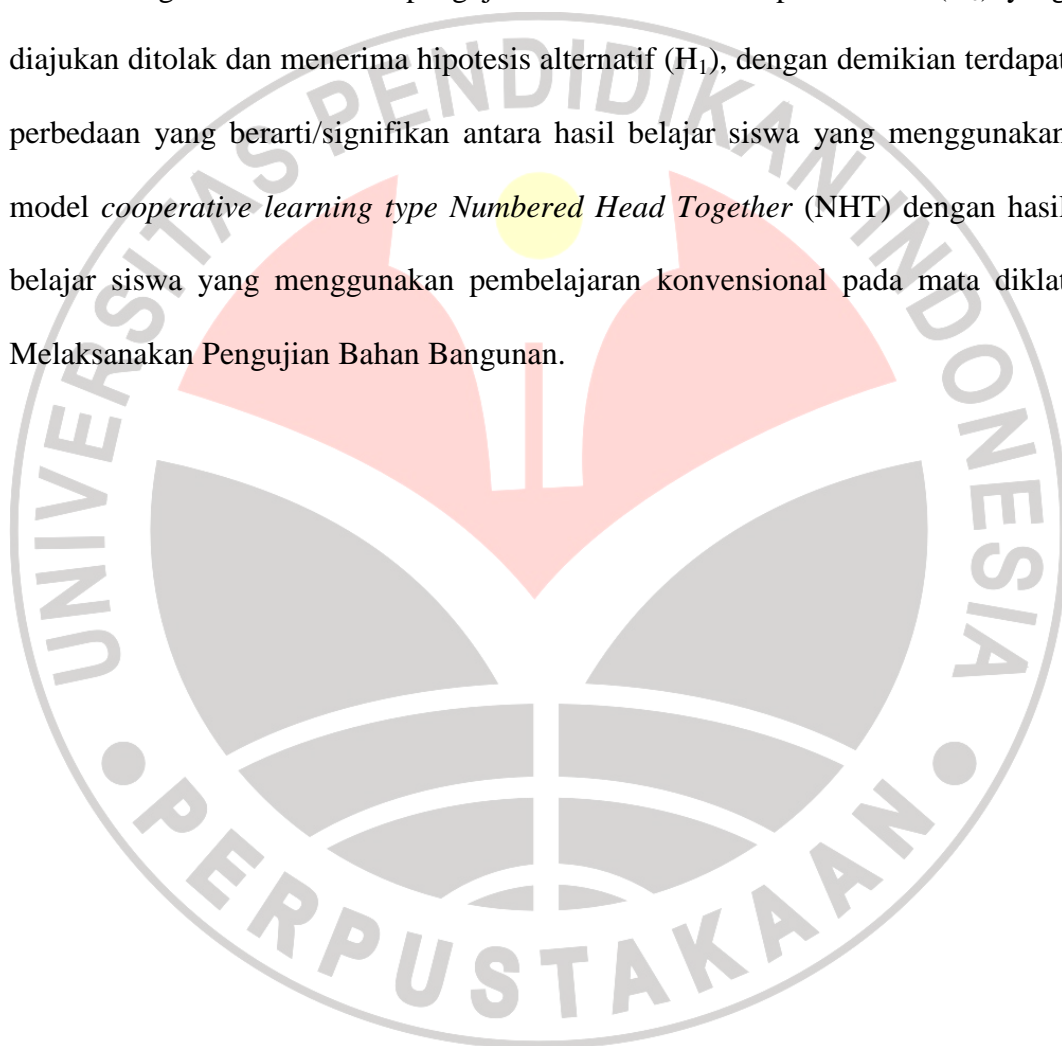 diajukan ditolak dan menerima hipotesis alternatif (H₁), dengan demikian terdapat
perbedaan yang berarti/signifikan antara hasil belajar siswa yang menggunakan
model cooperative learning type Numbered Head Together (NHT) dengan hasil
belajar siswa yang menggunakan pembelajaran konvensional pada mata diklat
Melaksanakan Pengujian Bahan Bangunan.
UNIVERSITAS PENDIDIKAN INDONESIA
PERPUSTAKAAN